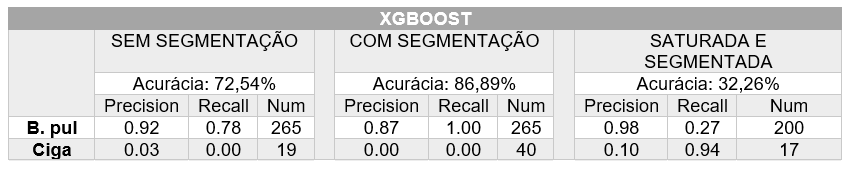 XGBOOST
SEM SEGMENTAÇÃO COM SEGMENTAÇÃO SATURADA E SEGMENTADA
Acurácia: 72,54% Acurácia: 86,89% Acurácia: 32,26%
Precision Recall Num Precision Recall Num Precision Recall Num
B. pul 0.92 0.78 265 0.87 1.00 265 0.98 0.27 200
Ciga 0.03 0.00 19 0.00 0.00 40 0.10 0.94 17